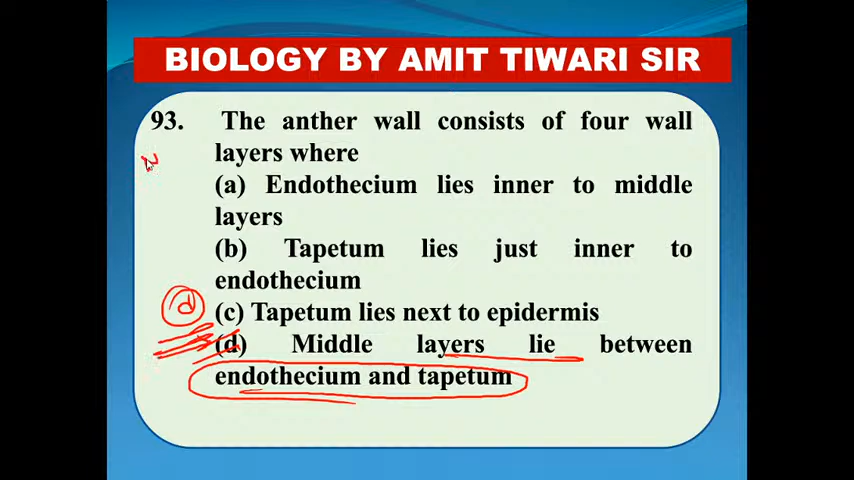 BIOLOGY BY AMIT TIWARI SIR
93. The anther wall consists of four wall
layers where
(a) Endothecium lies inner to middle
layers
(b) Tapetum lies just inner to
endothecium
d
(c) Tapetum lies next to epidermis
(d) Middle layers lie between
endothecium and tapetum